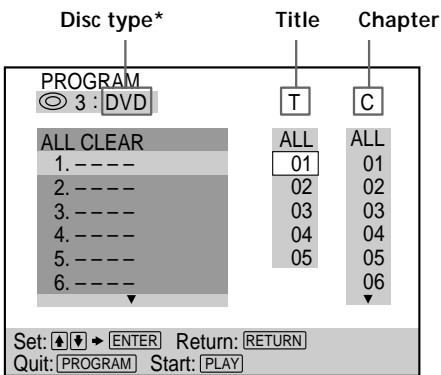 Disc type* Title Chapter
PROGRAM
3 : DVD T C
ALL CLEAR ALL ALL
1. – – – – 01 01
2. – – – – 02 02
3. – – – – 03 03
4. – – – – 04 04
5. – – – – 05 05
6. – – – – 06
Set: ENTER Return: RETURN
Quit: PROGRAM Start: PLAY